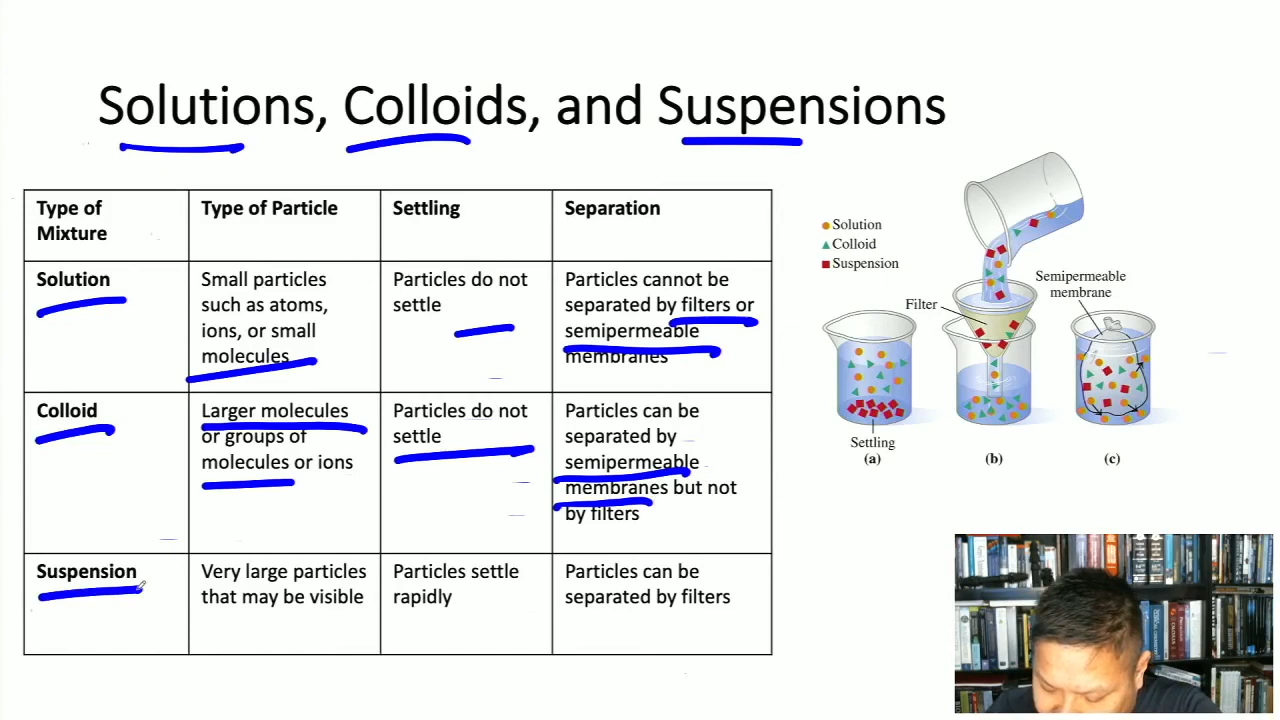 Solutions, Colloids, and Suspensions
Type of
Mixture
Type of Particle
Settling
Separation
Solution
Small particles
such as atoms,
ions, or small
molecules
Particles do not
settle
Particles cannot be
separated by filters or
semipermeable
membranes
Colloid
Larger molecules
or groups of
molecules or ions
Particles do not
settle
Particles can be
separated by
semipermeable
membranes but not
by filters
Suspension
Very large particles
that may be visible
Particles settle
rapidly
Particles can be
separated by filters
Solution
Colloid
Suspension
Filter
Semipermeable
membrane
Settling
(a)
(b)
(c)